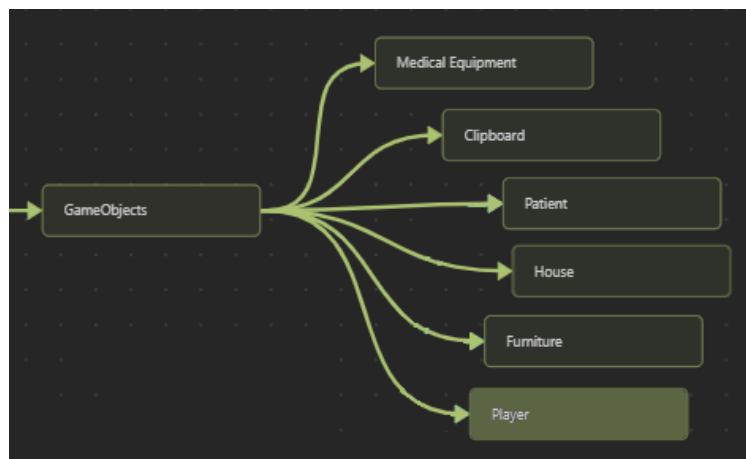 Medical Equipment
Clipboard
GameObjects
Patient
House
Furniture
Player